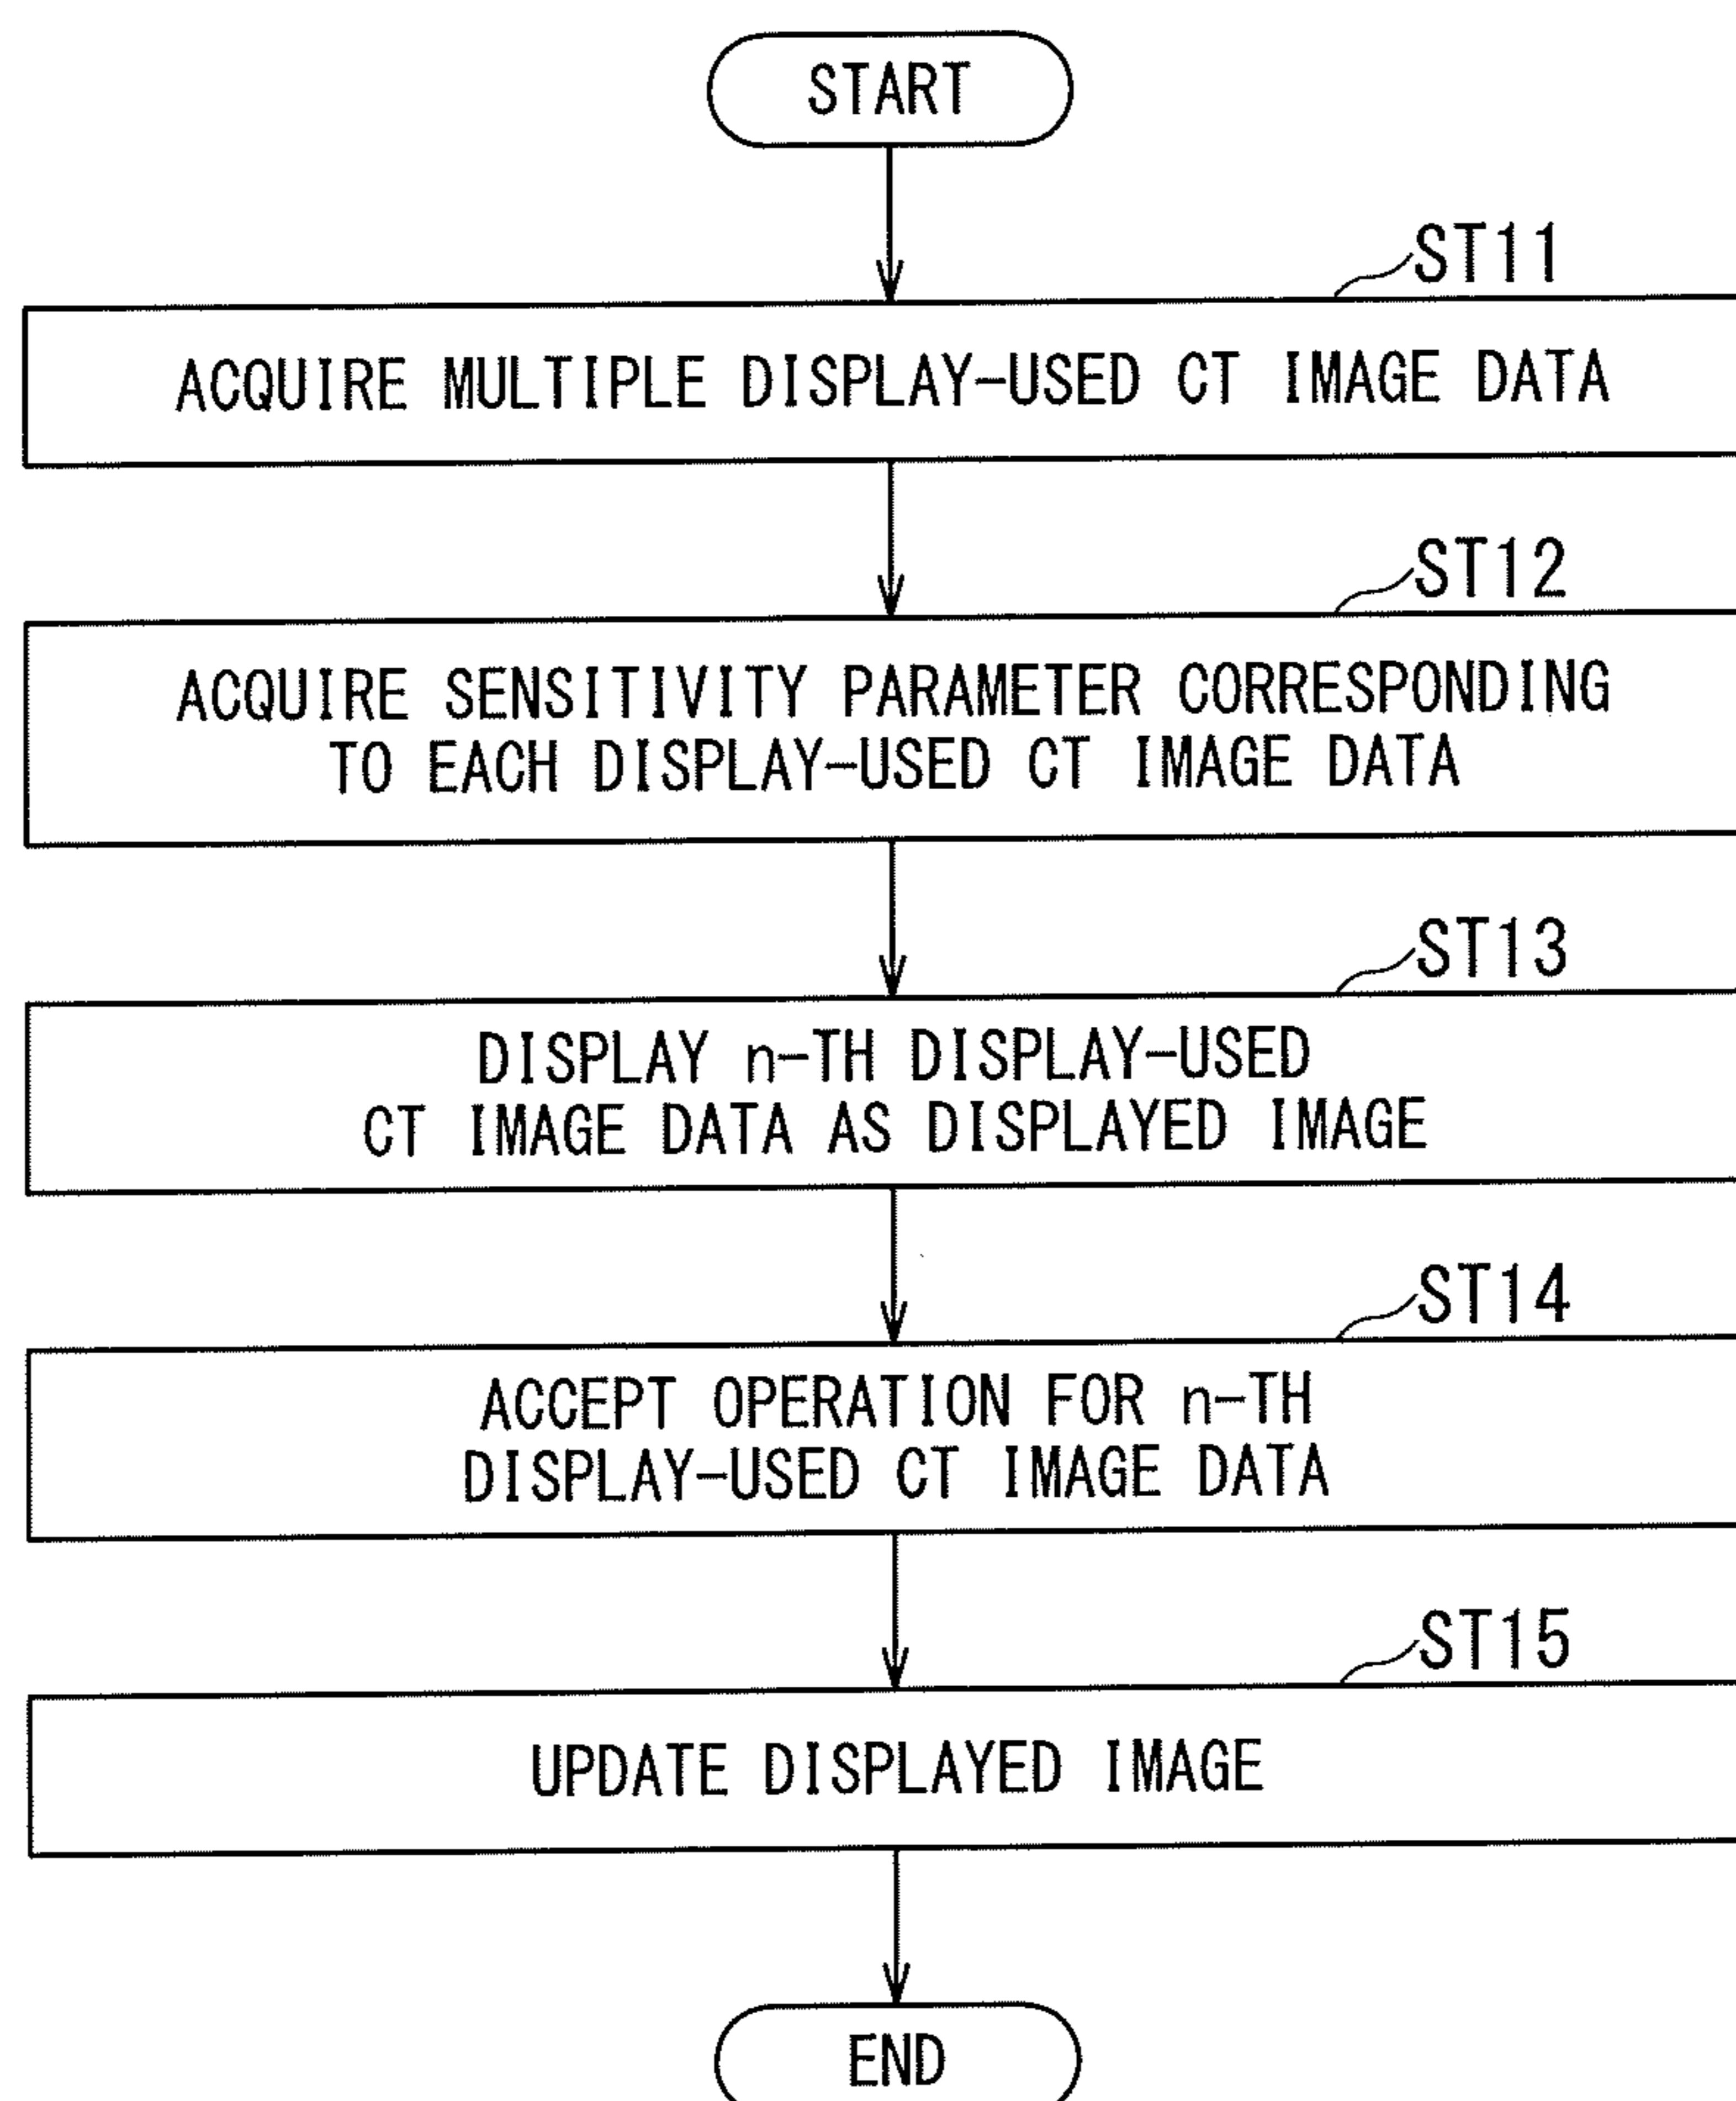 START
ST11
ACQUIRE MULTIPLE DISPLAY-USED CT IMAGE DATA
ST12
ACQUIRE SENSITIVITY PARAMETER CORRESPONDING
TO EACH DISPLAY-USED CT IMAGE DATA
ST13
DISPLAY n-TH DISPLAY-USED
CT IMAGE DATA AS DISPLAYED IMAGE
ST14
ACCEPT OPERATION FOR n-TH
DISPLAY-USED CT IMAGE DATA
ST15
UPDATE DISPLAYED IMAGE
END